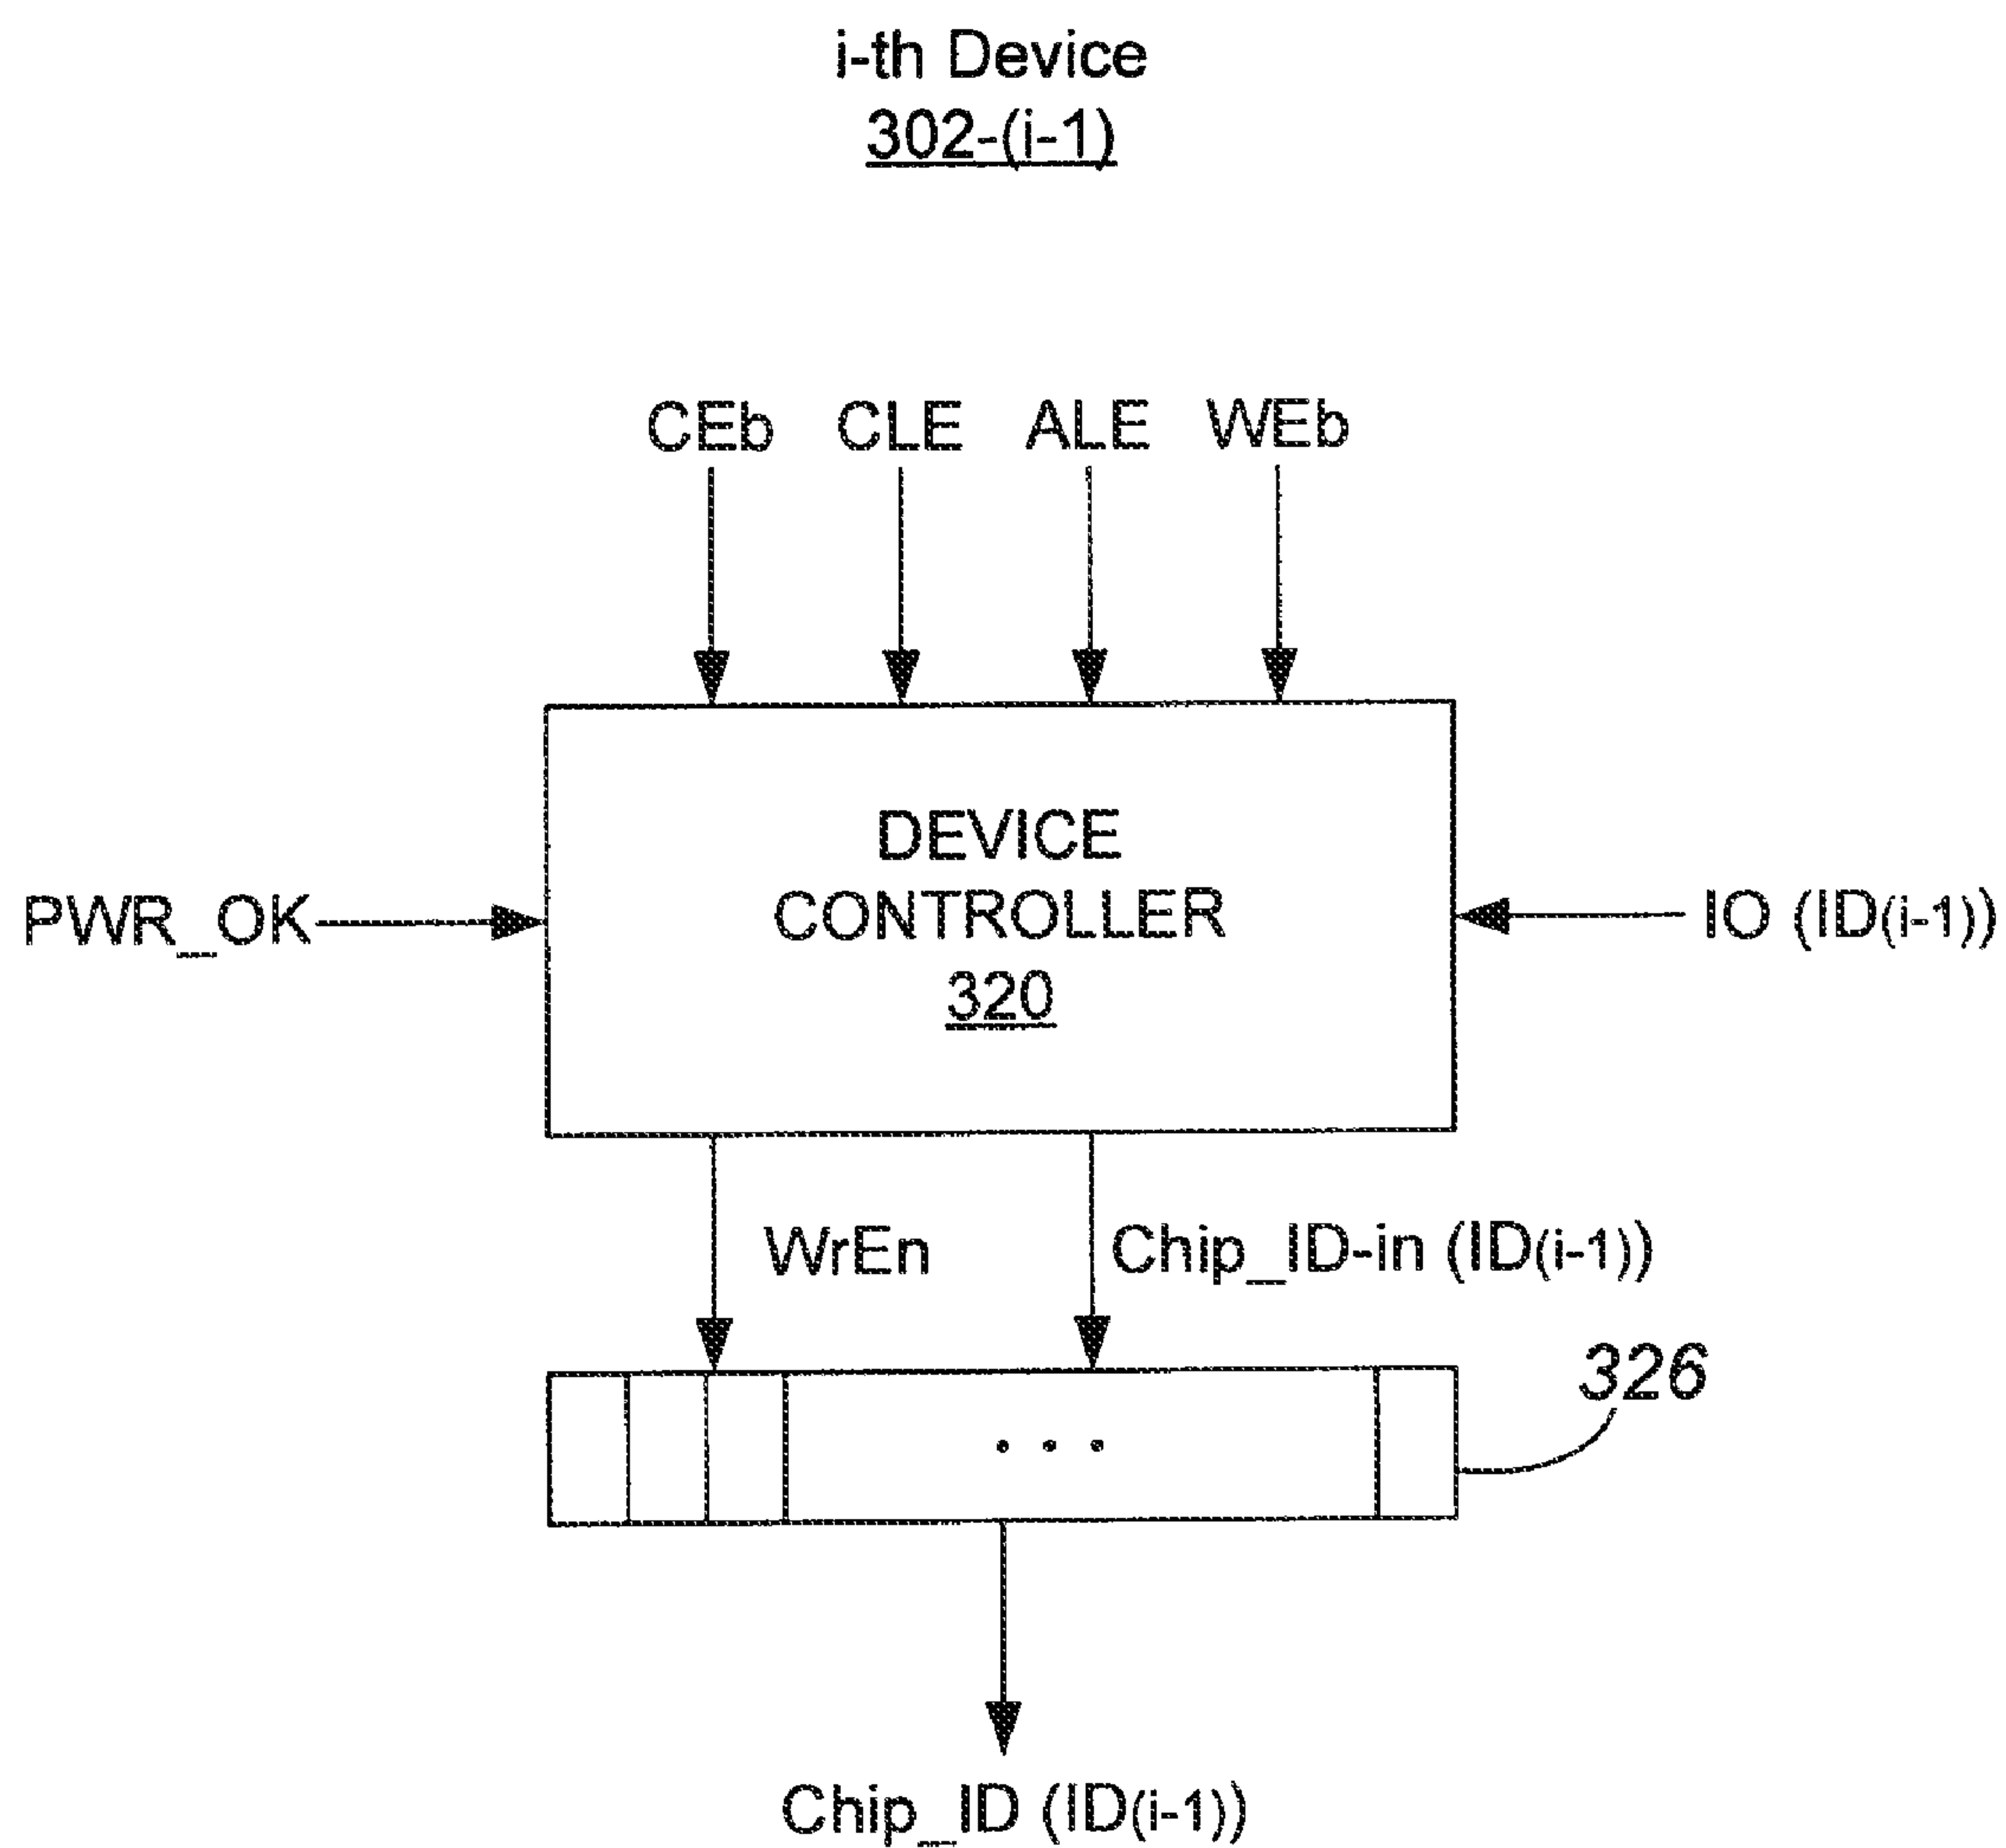 i-th Device
302-(i-1)
CEb CLE ALE WEb
DEVICE
CONTROLLER
320
PWR_OK
IO (ID(i-1))
WrEn
Chip_ID-in (ID(i-1))
326
. . .
Chip_ID (ID(i-1))